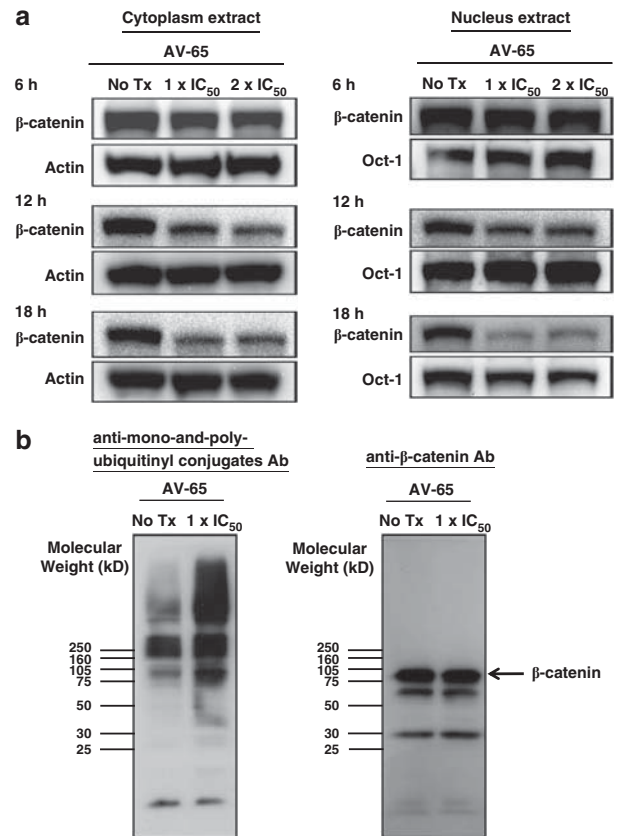 a
Cytoplasm extract
AV-65
6 h No Tx 1 x IC50 2 x IC50
β-catenin
Actin
12 h
β-catenin
Actin
18 h
β-catenin
Actin
Nucleus extract
AV-65
6 h No Tx 1 x IC50 2 x IC50
β-catenin
Oct-1
12 h
β-catenin
Oct-1
18 h
β-catenin
Oct-1
b
anti-mono-and-poly-
ubiquitinyl conjugates Ab
AV-65
No Tx 1 x IC50
Molecular
Weight (kD)
250
160
105
75
50
30
25
anti-β-catenin Ab
AV-65
No Tx 1 x IC50
Molecular
Weight (kD)
250
160
105
75
50
30
25
β-catenin